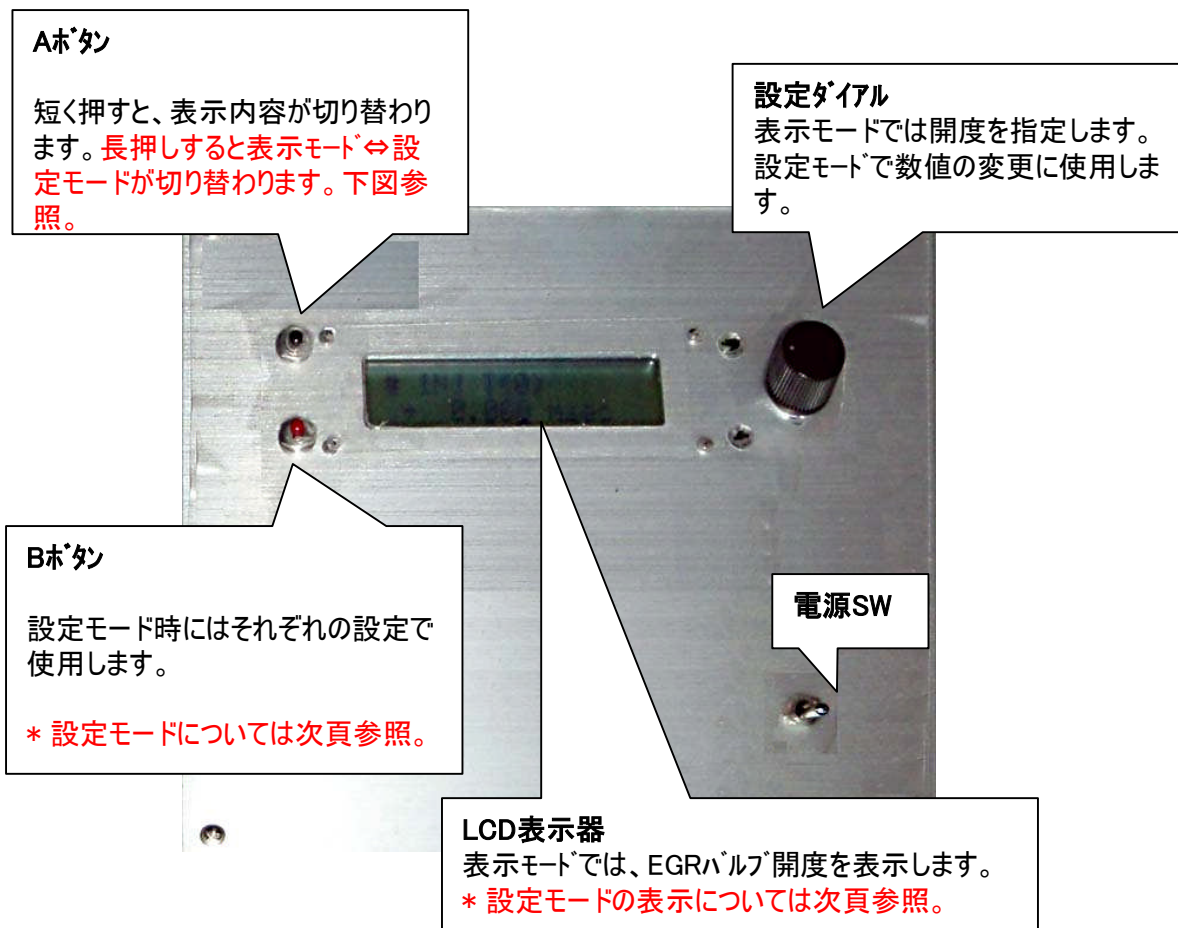 Aﾎﾞﾀﾝ
短く押すと、表示内容が切り替わり
ます。長押しすると表示ﾓｰﾄﾞ⇔設
定モードが切り替わります。下図参
照。
設定ﾀﾞｲｱﾙ
表示モードでは開度を指定します。
設定ﾓｰﾄﾞで数値の変更に使用しま
す。
Bﾎﾞﾀﾝ
設定モード時にはそれぞれの設定で
使用します。
* 設定モードについては次頁参照。
電源SW
LCD表示器
表示ﾓｰﾄﾞでは、EGRﾊﾞﾙﾌﾞ開度を表示します。
* 設定モードの表示については次頁参照。